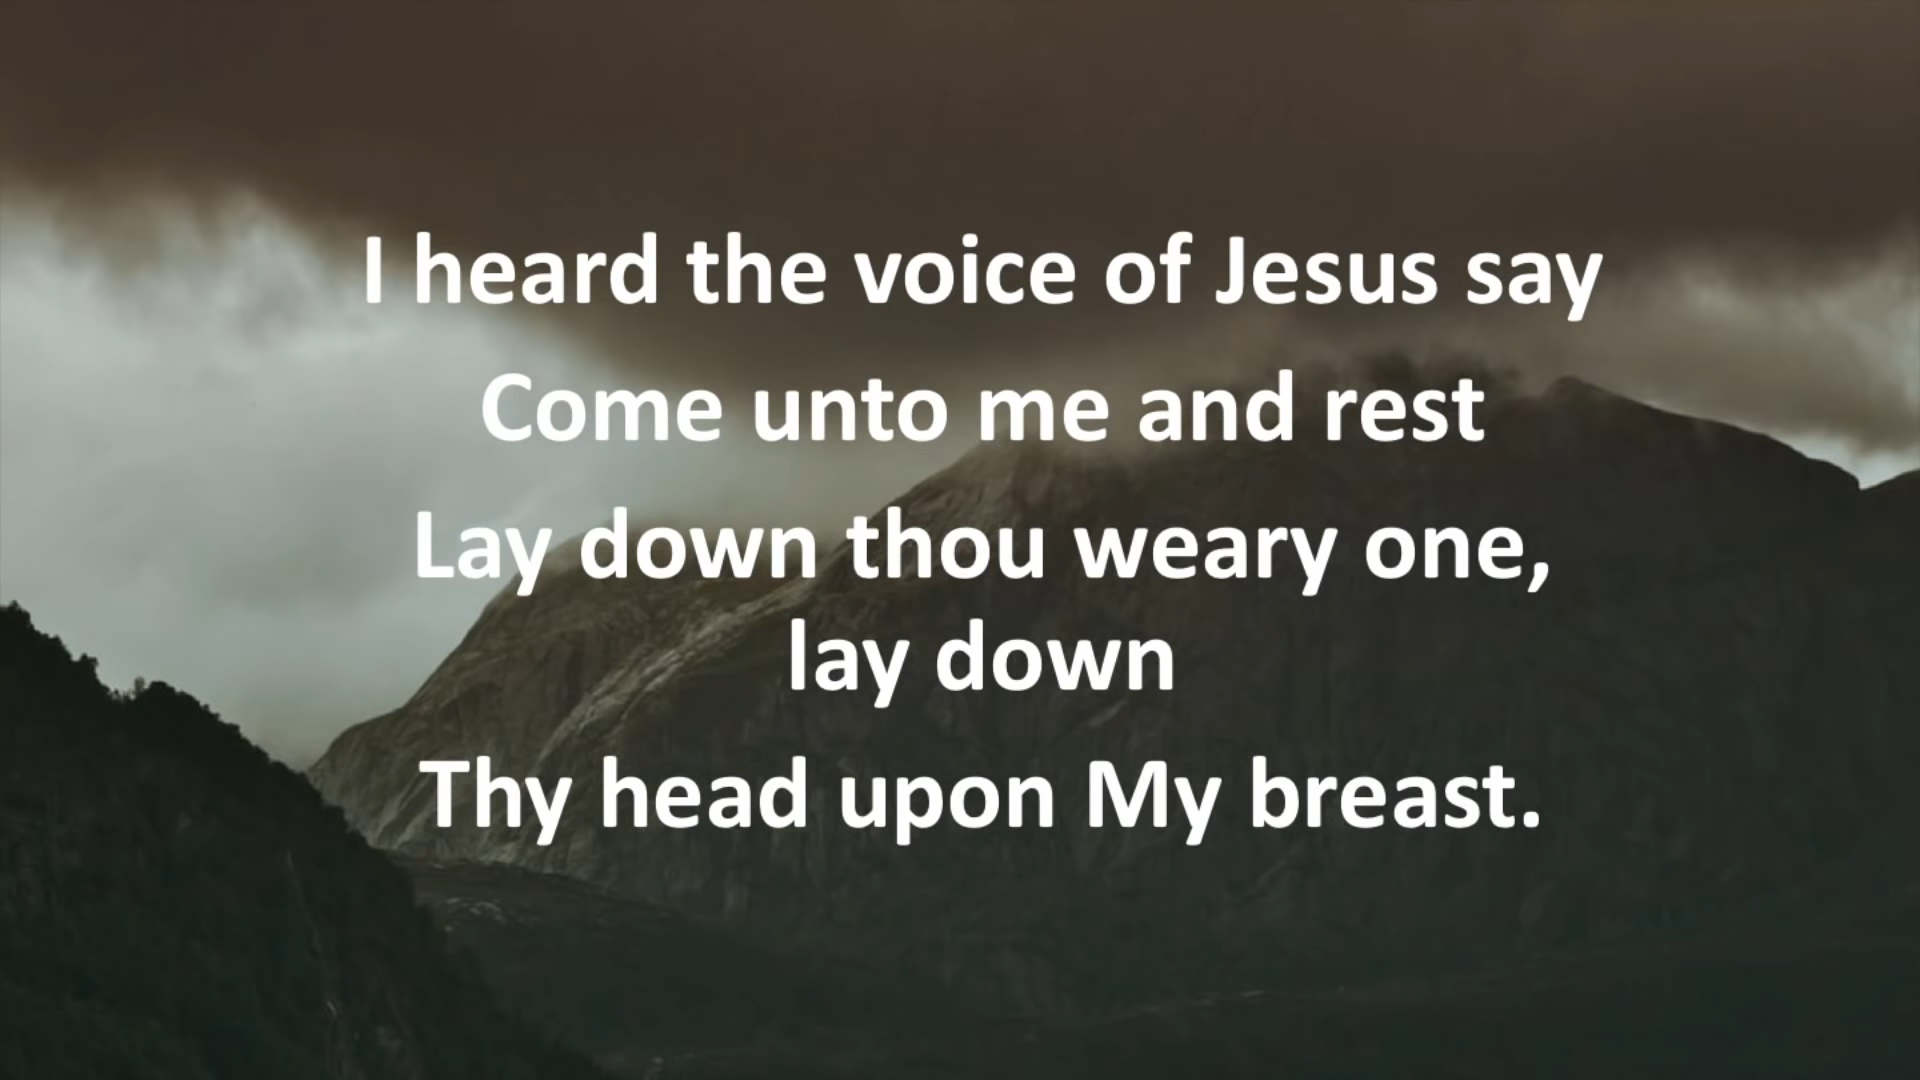 I heard the voice of Jesus say
Come unto me and rest
Lay down thou weary one,
lay down
Thy head upon My breast.